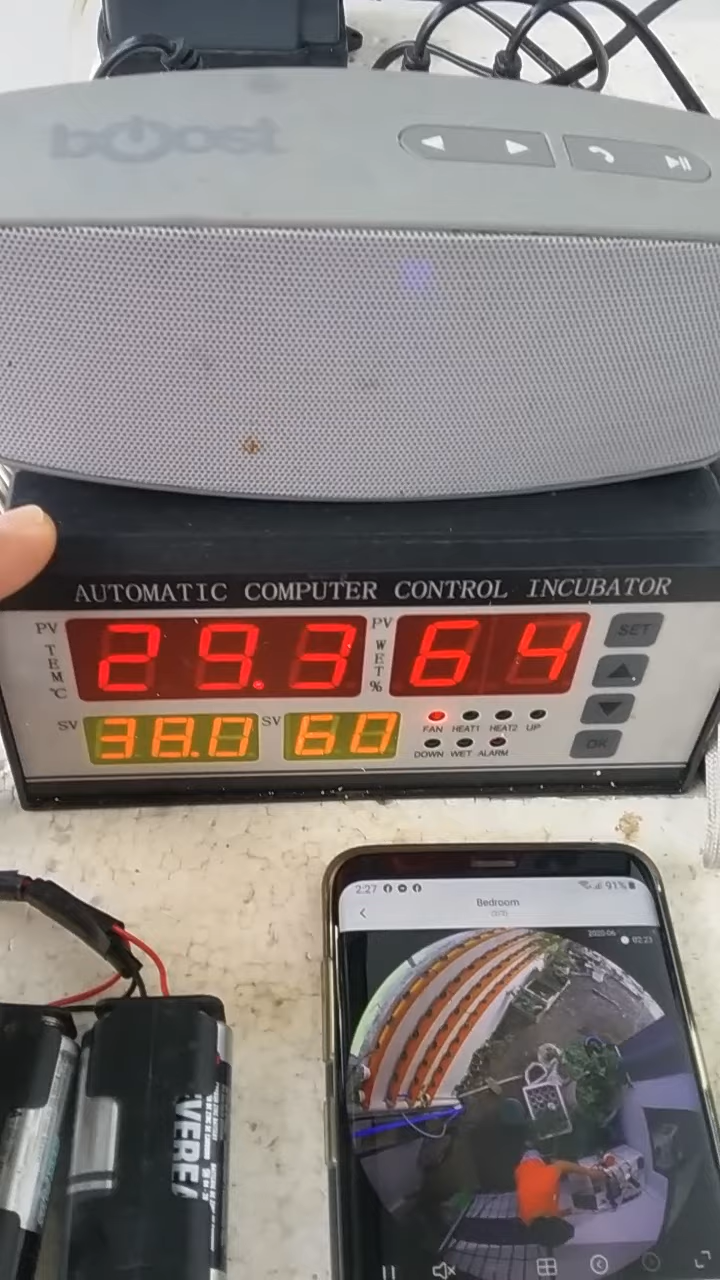 boost
AUTOMATIC COMPUTER CONTROL INCUBATOR
PV TEM °C 29.3 PV WET % 64 SET
SV 38.0 SV 60
FAN HEAT1 HEAT2 UP
DOWN WET ALARM OK
2:27 91%
Bedroom
02:23
EVEREA